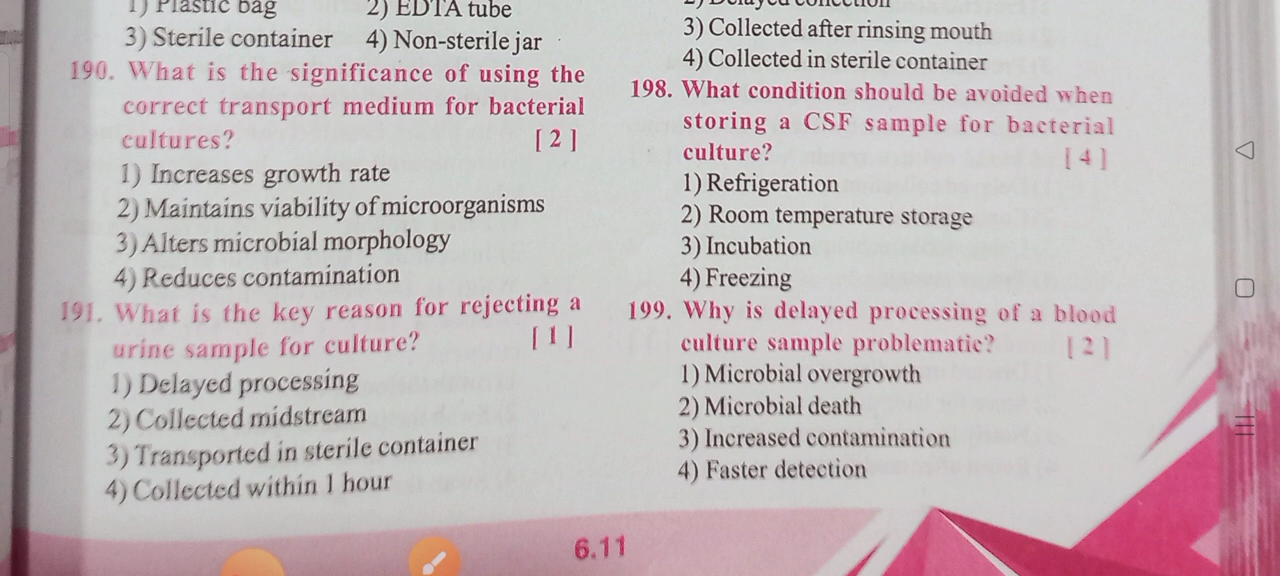 1) Plastic bag 2) EDTA tube
3) Sterile container 4) Non-sterile jar
190. What is the significance of using the
correct transport medium for bacterial
cultures? [ 2 ]
1) Increases growth rate
2) Maintains viability of microorganisms
3) Alters microbial morphology
4) Reduces contamination
191. What is the key reason for rejecting a
urine sample for culture? [ 1 ]
1) Delayed processing
2) Collected midstream
3) Transported in sterile container
4) Collected within 1 hour
2) Delayed collection
3) Collected after rinsing mouth
4) Collected in sterile container
198. What condition should be avoided when
storing a CSF sample for bacterial
culture? [ 4 ]
1) Refrigeration
2) Room temperature storage
3) Incubation
4) Freezing
199. Why is delayed processing of a blood
culture sample problematic? [ 2 ]
1) Microbial overgrowth
2) Microbial death
3) Increased contamination
4) Faster detection
6.11